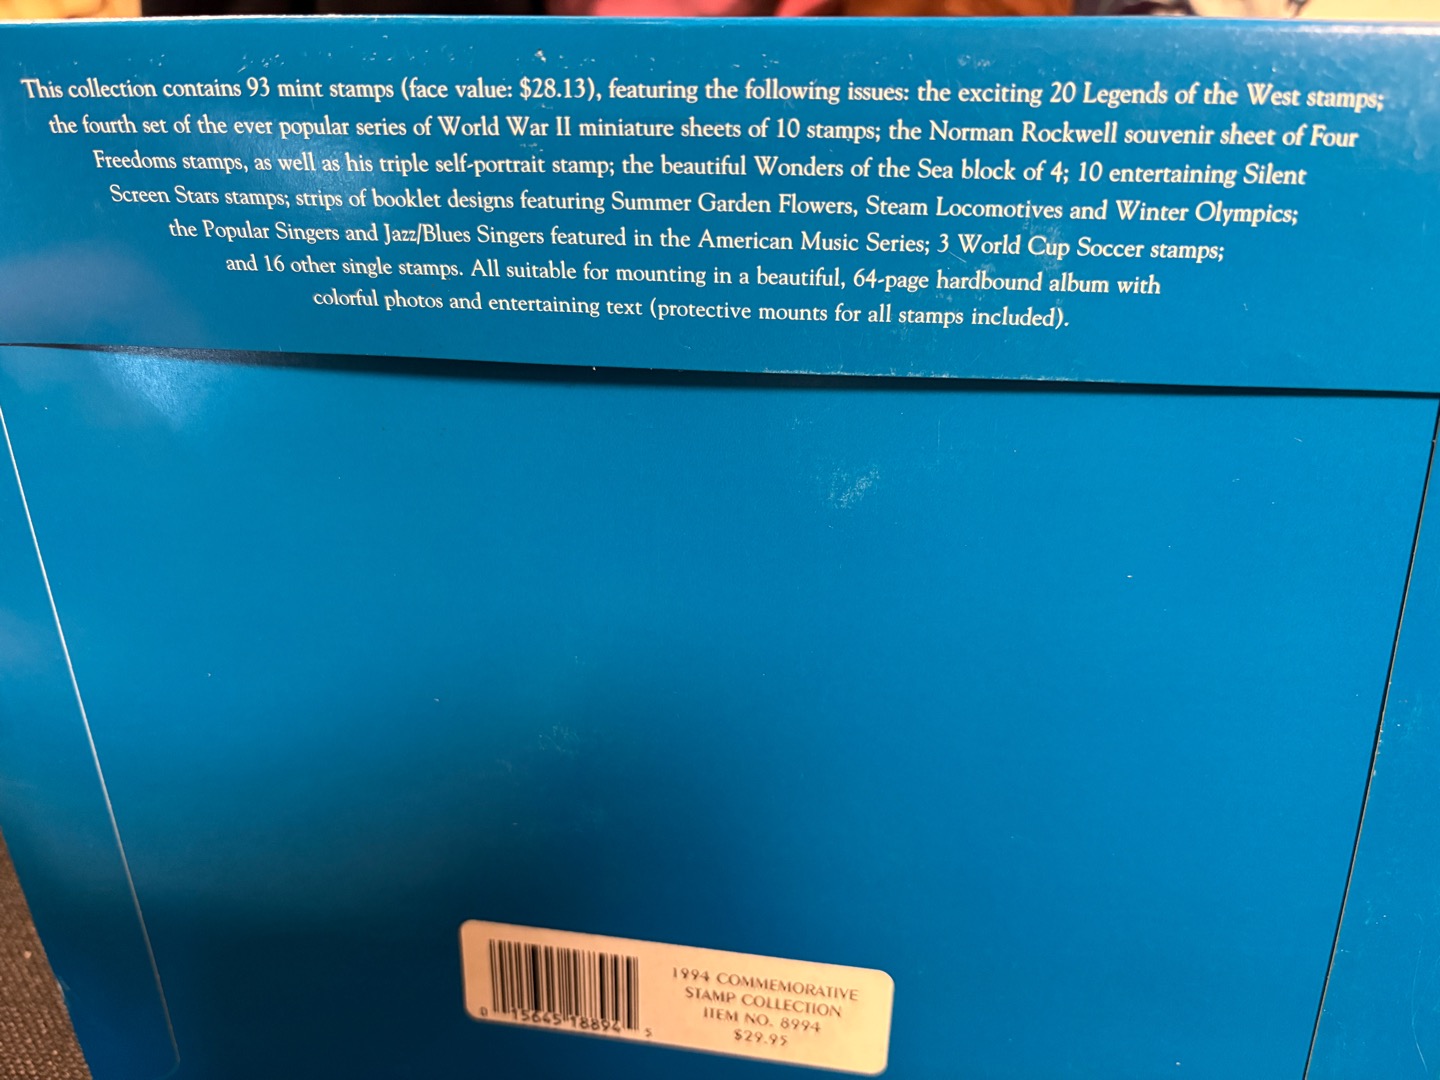 This collection contains 93 mint stamps (face value: $28.13), featuring the following issues: the exciting 20 Legends of the West stamps;
the fourth set of the ever popular series of World War II miniature sheets of 10 stamps; the Norman Rockwell souvenir sheet of Four
Freedoms stamps, as well as his triple self-portrait stamp; the beautiful Wonders of the Sea block of 4; 10 entertaining Silent
Screen Stars stamps; strips of booklet designs featuring Summer Garden Flowers, Steam Locomotives and Winter Olympics;
the Popular Singers and Jazz/Blues Singers featured in the American Music Series; 3 World Cup Soccer stamps;
and 16 other single stamps. All suitable for mounting in a beautiful, 64-page hardbound album with
colorful photos and entertaining text (protective mounts for all stamps included).
0 15645 18894 5
1994 COMMEMORATIVE
STAMP COLLECTION
ITEM NO. 8994
$29.95